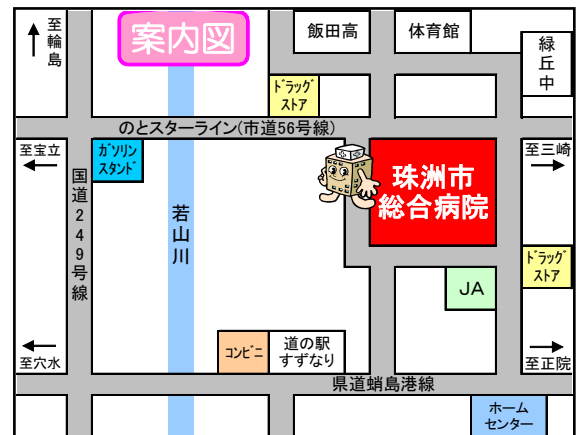 至
輪
島
案内図
飯田高
体育館
緑
丘
中
ﾄﾞﾗｯｸﾞ
ｽﾄｱ
のとスターライン(市道56号線)
至宝立
ｶﾞｿﾘﾝ
ｽﾀﾝﾄﾞ
至三崎
珠洲市
総合病院
国
道
2
4
9
号
線
若
山
川
ﾄﾞﾗｯｸﾞ
ｽﾄｱ
JA
至穴水
ｺﾝﾋﾞﾆ
道の駅
すずなり
至正院
県道蛸島港線
ホーム
センター